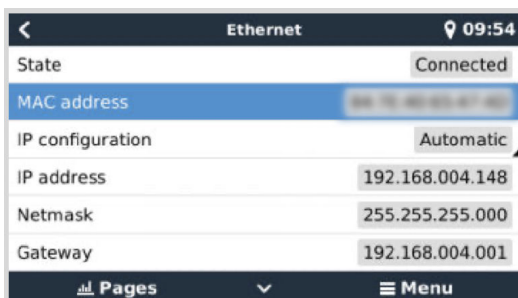 Ethernet 09:54
State Connected
MAC address
IP configuration Automatic
IP address 192.168.004.148
Netmask 255.255.255.000
Gateway 192.168.004.001
Pages Menu